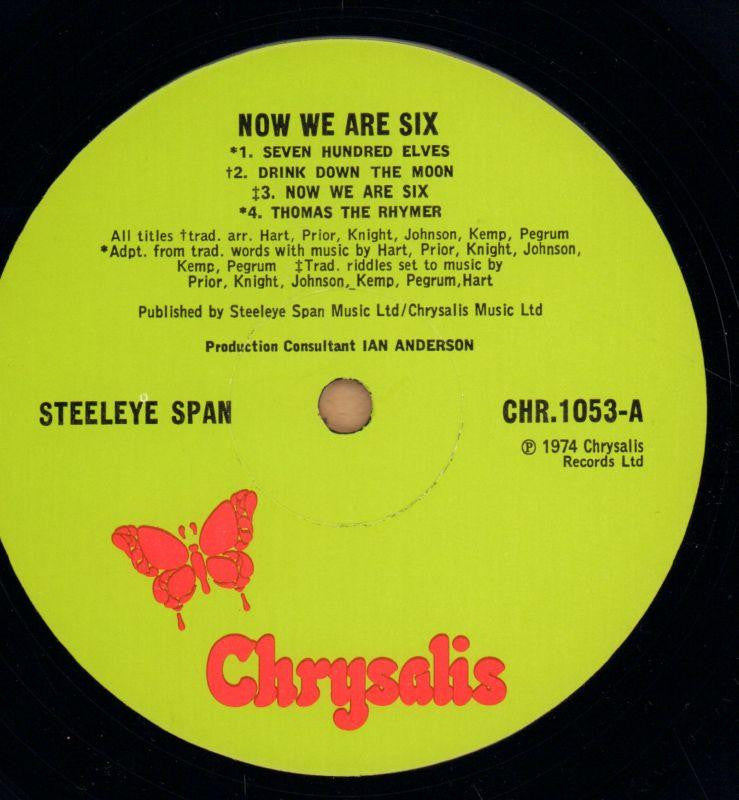 NOW WE ARE SIX
*1. SEVEN HUNDRED ELVES
†2. DRINK DOWN THE MOON
‡3. NOW WE ARE SIX
*4. THOMAS THE RHYMER
All titles †trad. arr. Hart, Prior, Knight, Johnson, Kemp, Pegrum
*Adpt. from trad. words with music by Hart, Prior, Knight, Johnson,
Kemp, Pegrum ‡Trad. riddles set to music by
Prior, Knight, Johnson, Kemp, Pegrum,Hart
Published by Steeleye Span Music Ltd/Chrysalis Music Ltd
Production Consultant IAN ANDERSON
STEELEYE SPAN
CHR.1053-A
℗ 1974 Chrysalis
Records Ltd
Chrysalis